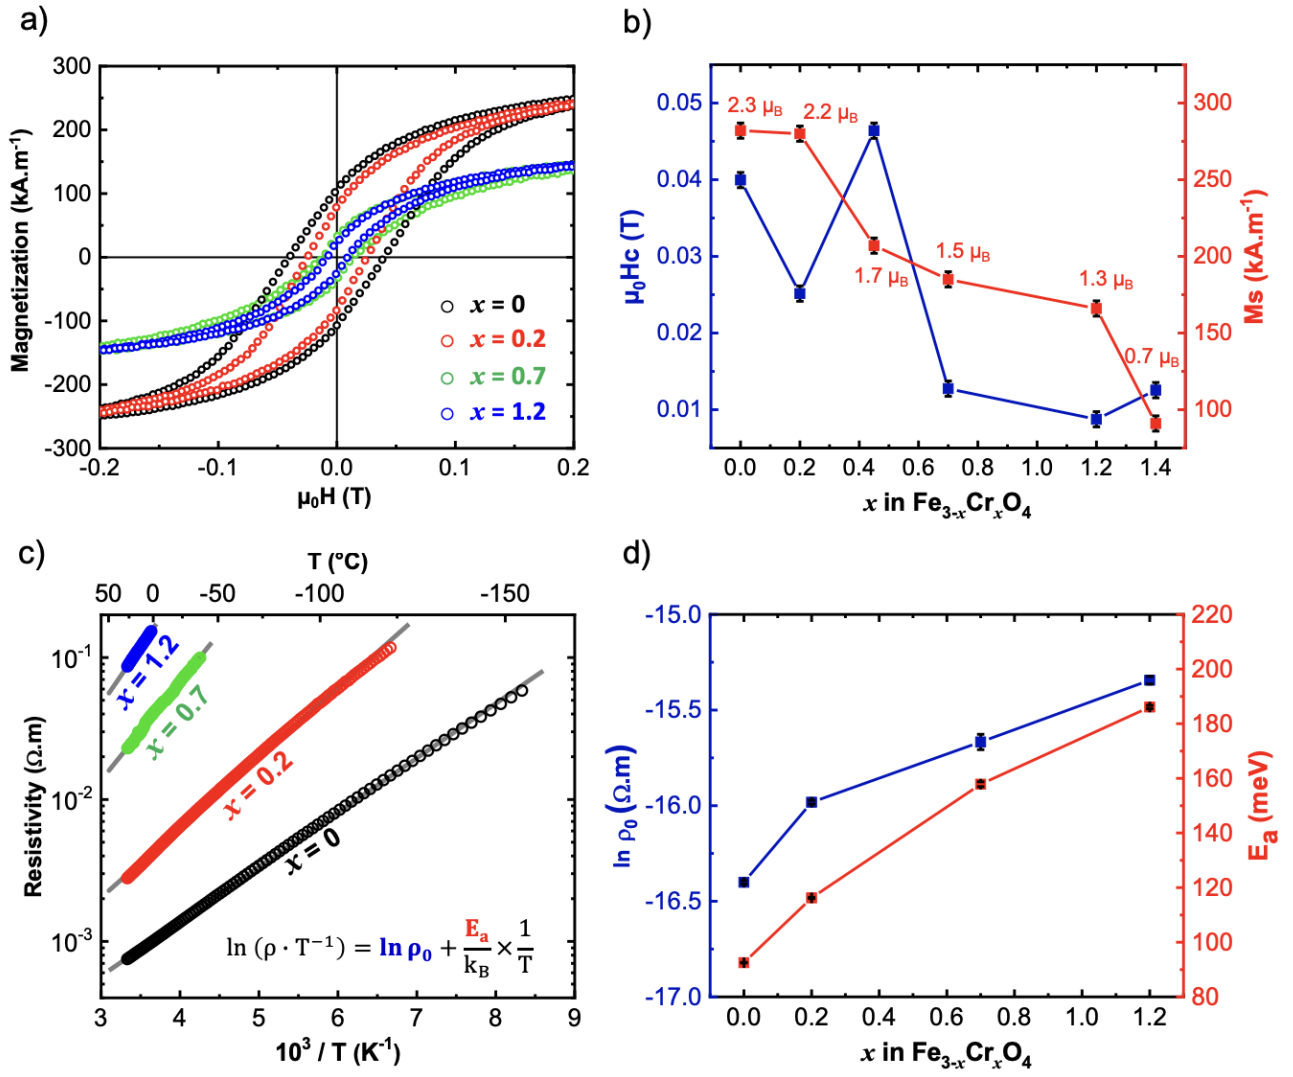 a)
Magnetization (kA.m⁻¹)
300
200
100
0
-100
-200
-300
-0.2
-0.1
0.0
0.1
0.2
µ₀H (T)
x = 0
x = 0.2
x = 0.7
x = 1.2
b)
µ₀Hc (T)
0.05
0.04
0.03
0.02
0.01
2.3 µB
2.2 µB
1.7 µB
1.5 µB
1.3 µB
0.7 µB
300
250
200
150
100
Ms (kA.m⁻¹)
0.0
0.2
0.4
0.6
0.8
1.0
1.2
1.4
x in Fe₃₋ₓCrₓO₄
c)
T (°C)
50
0
-50
-100
-150
Resistivity (Ω.m)
10⁻¹
10⁻²
10⁻³
x = 1.2
x = 0.7
x = 0.2
x = 0
ln (ρ · T⁻¹) = ln ρ₀ + Eₐ/kB × 1/T
3
4
5
6
7
8
9
10³ / T (K⁻¹)
d)
ln ρ₀ (Ω.m)
-15.0
-15.5
-16.0
-16.5
-17.0
220
200
180
160
140
120
100
80
Eₐ (meV)
0.0
0.2
0.4
0.6
0.8
1.0
1.2
x in Fe₃₋ₓCrₓO₄